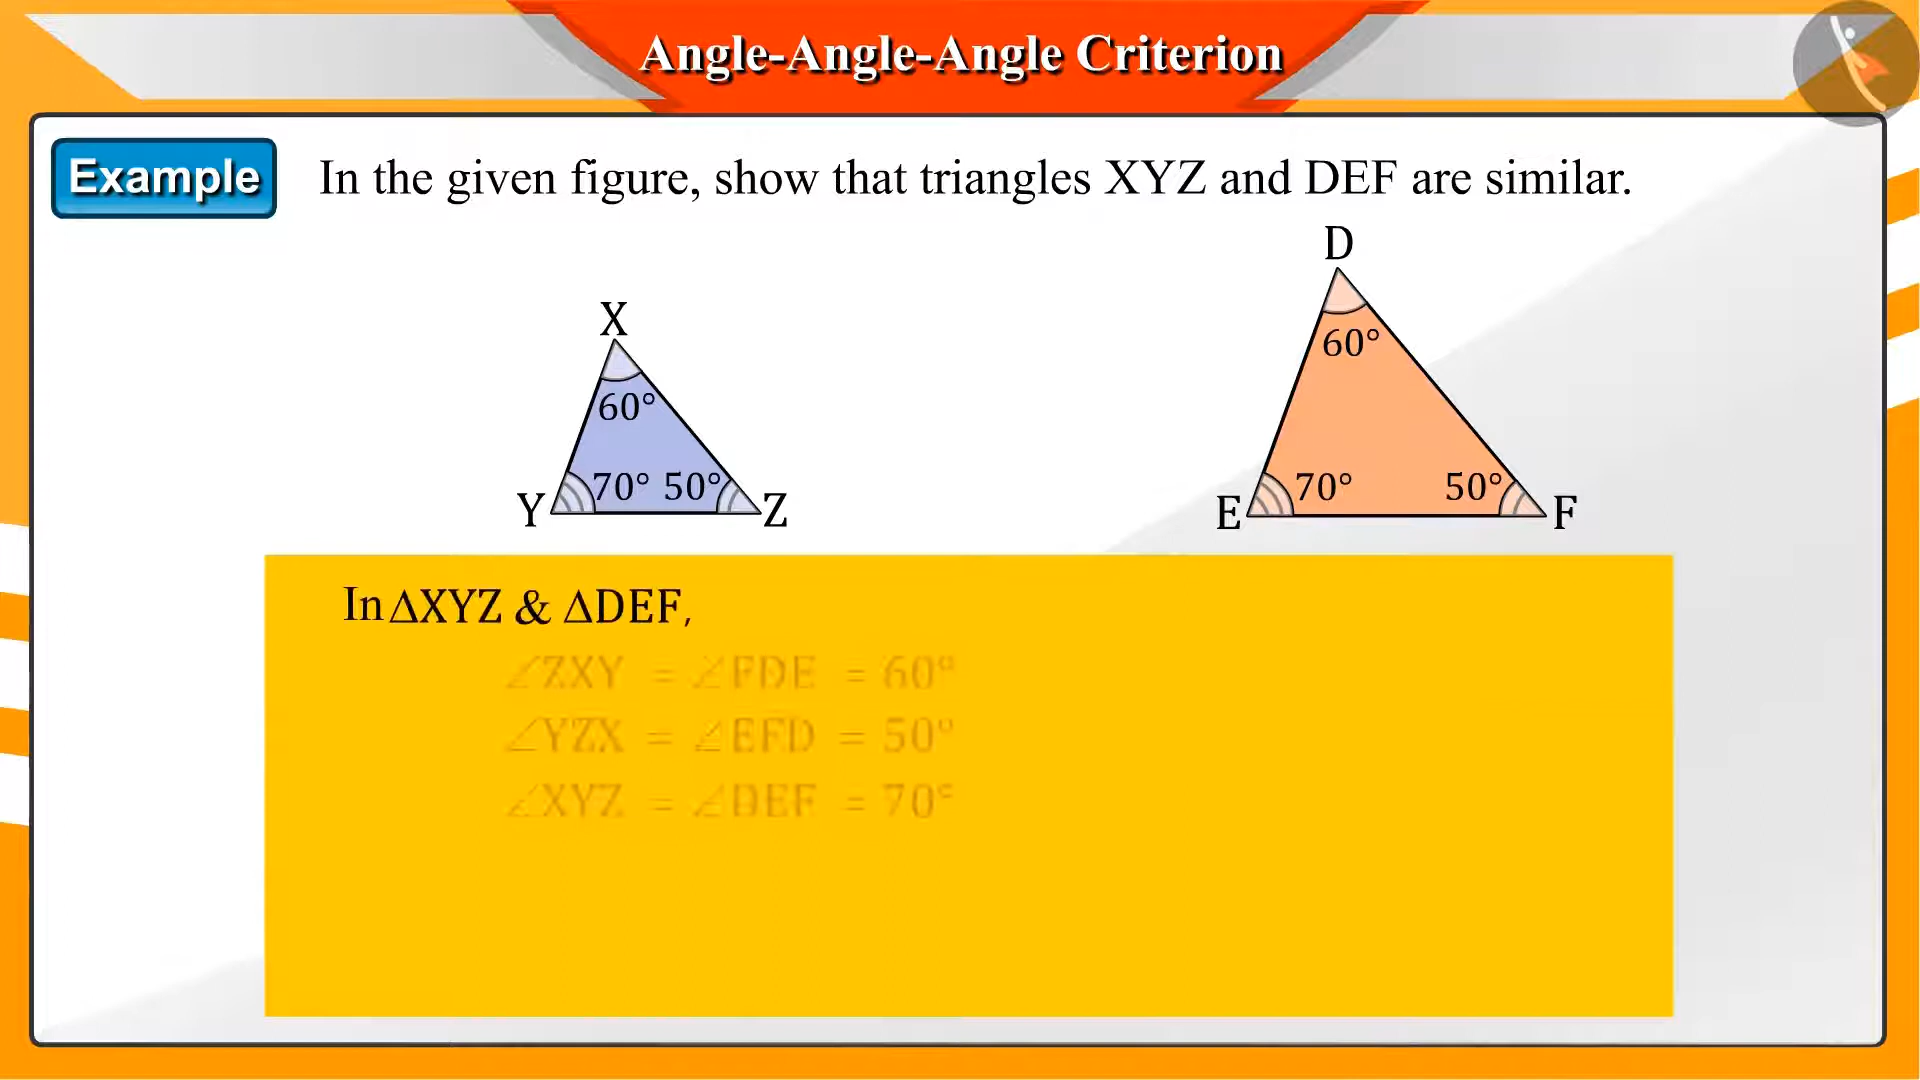 Angle-Angle-Angle Criterion
Example In the given figure, show that triangles XYZ and DEF are similar.
D
X
60°
60°
Y 70° 50° Z
E 70° 50° F
In ΔXYZ & ΔDEF,
∠ZXY = ∠FDE = 60°
∠YZX = ∠EFD = 50°
∠XYZ = ∠DEF = 70°